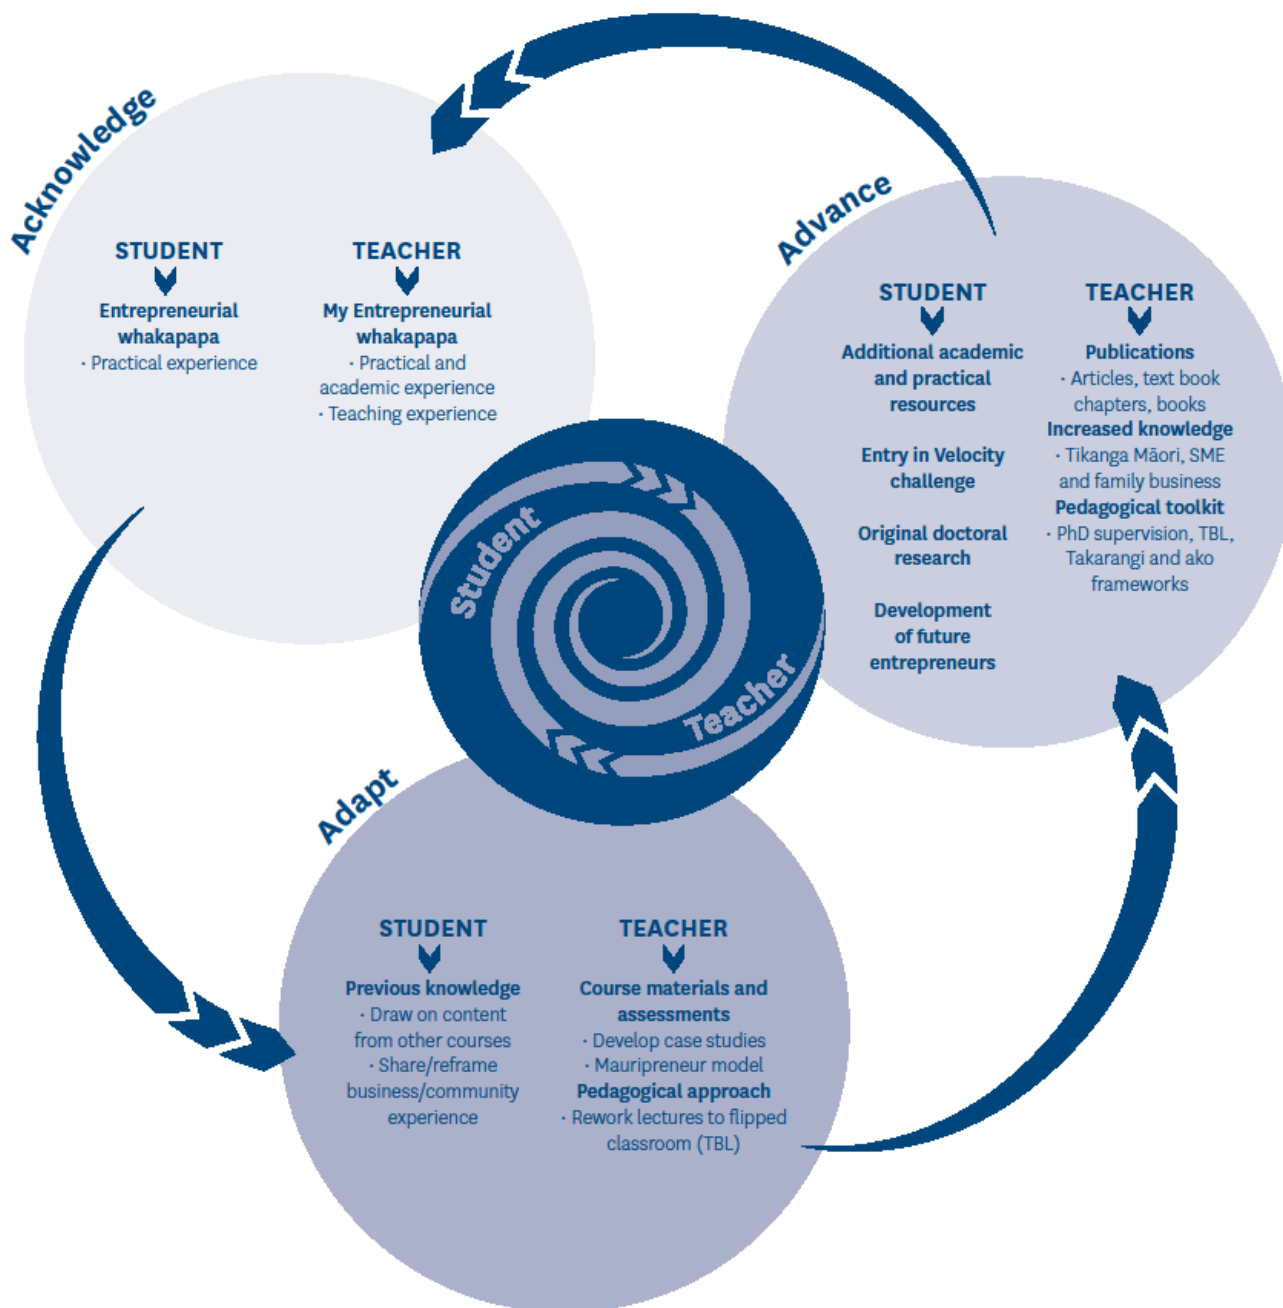 Acknowledge
STUDENT
Entrepreneurial
whakapapa
· Practical experience
TEACHER
My Entrepreneurial
whakapapa
· Practical and
academic experience
· Teaching experience
Advance
STUDENT
Additional academic
and practical
resources
Entry in Velocity
challenge
Original doctoral
research
Development
of future
entrepreneurs
TEACHER
Publications
· Articles, text book
chapters, books
Increased knowledge
· Tikanga Māori, SME
and family business
Pedagogical toolkit
· PhD supervision, TBL,
Takarangi and ako
frameworks
Student
Teacher
Adapt
STUDENT
Previous knowledge
· Draw on content
from other courses
· Share/reframe
business/community
experience
TEACHER
Course materials and
assessments
· Develop case studies
· Mauripreneur model
Pedagogical approach
· Rework lectures to flipped
classroom (TBL)